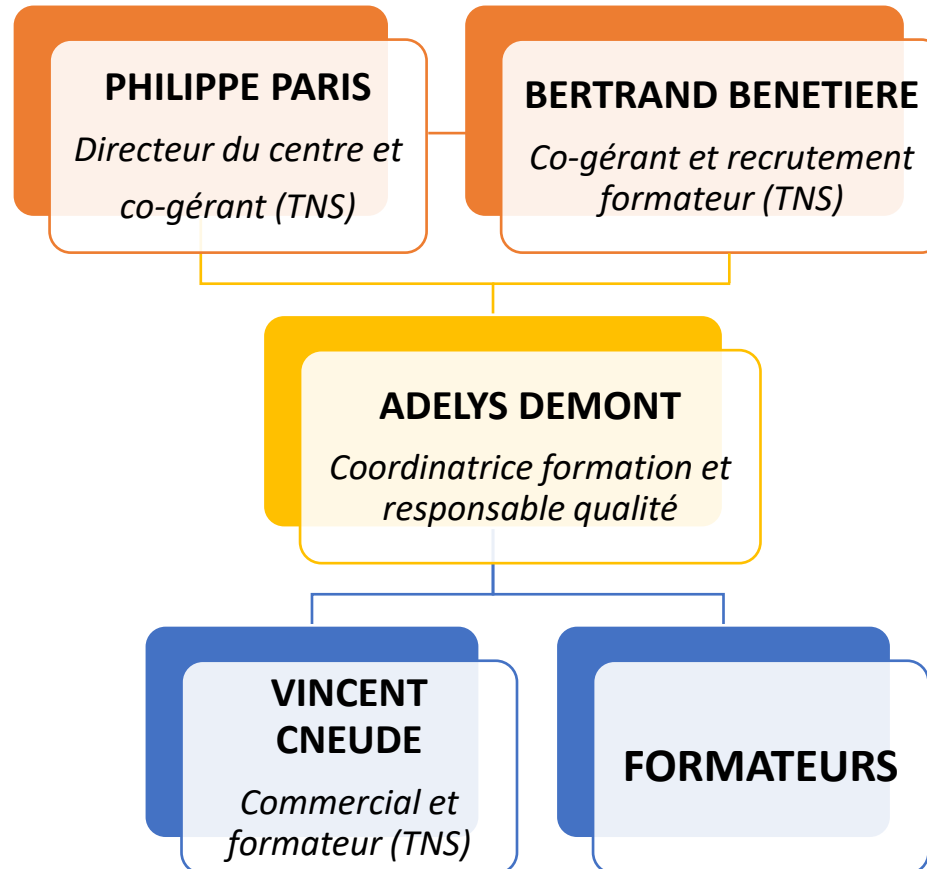 PHILIPPE PARIS
Directeur du centre et
co-gérant (TNS)
BERTRAND BENETIERE
Co-gérant et recrutement
formateur (TNS)
ADELYS DEMONT
Coordinatrice formation et
responsable qualité
VINCENT
CNEUDE
Commercial et
formateur (TNS)
FORMATEURS